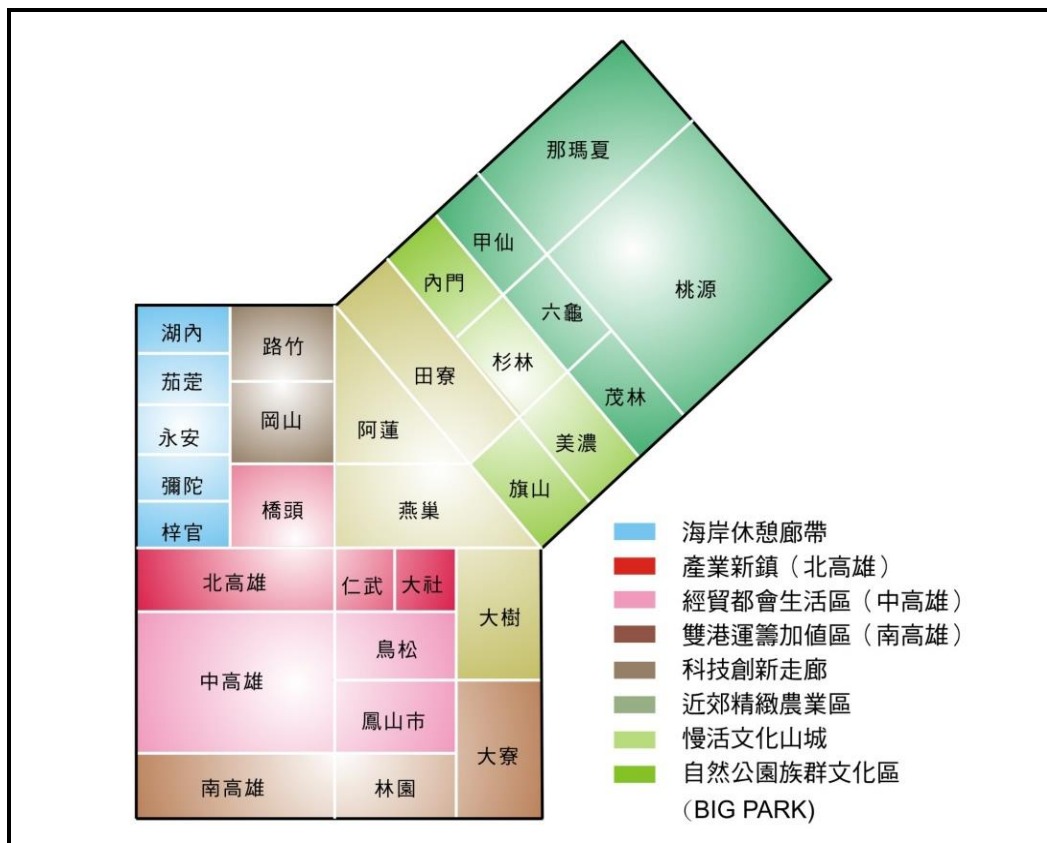 那瑪夏
甲仙
桃源
內門
六龜
湖內
路竹
杉林
田寮
茄萣
茂林
岡山
阿蓮
美濃
永安
彌陀
旗山
橋頭
燕巢
梓官
北高雄
仁武
大社
大樹
鳥松
中高雄
鳳山市
大寮
南高雄
林園
海岸休憩廊帶
產業新鎮（北高雄）
經貿都會生活區（中高雄）
雙港運籌加值區（南高雄）
科技創新走廊
近郊精緻農業區
慢活文化山城
自然公園族群文化區
（BIG PARK）